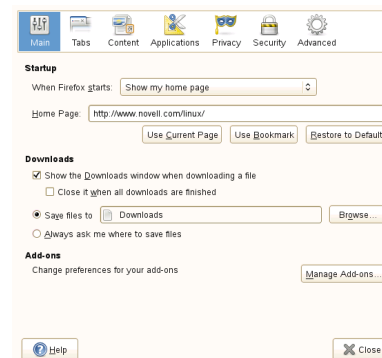 Main Tabs Content Applications Privacy Security Advanced
Startup
When Firefox starts: Show my home page
Home Page: http://www.novell.com/linux/
Use Current Page Use Bookmark Restore to Default
Downloads
Show the Downloads window when downloading a file
Close it when all downloads are finished
Save files to Downloads Browse...
Always ask me where to save files
Add-ons
Change preferences for your add-ons
Manage Add-ons...
Help Close